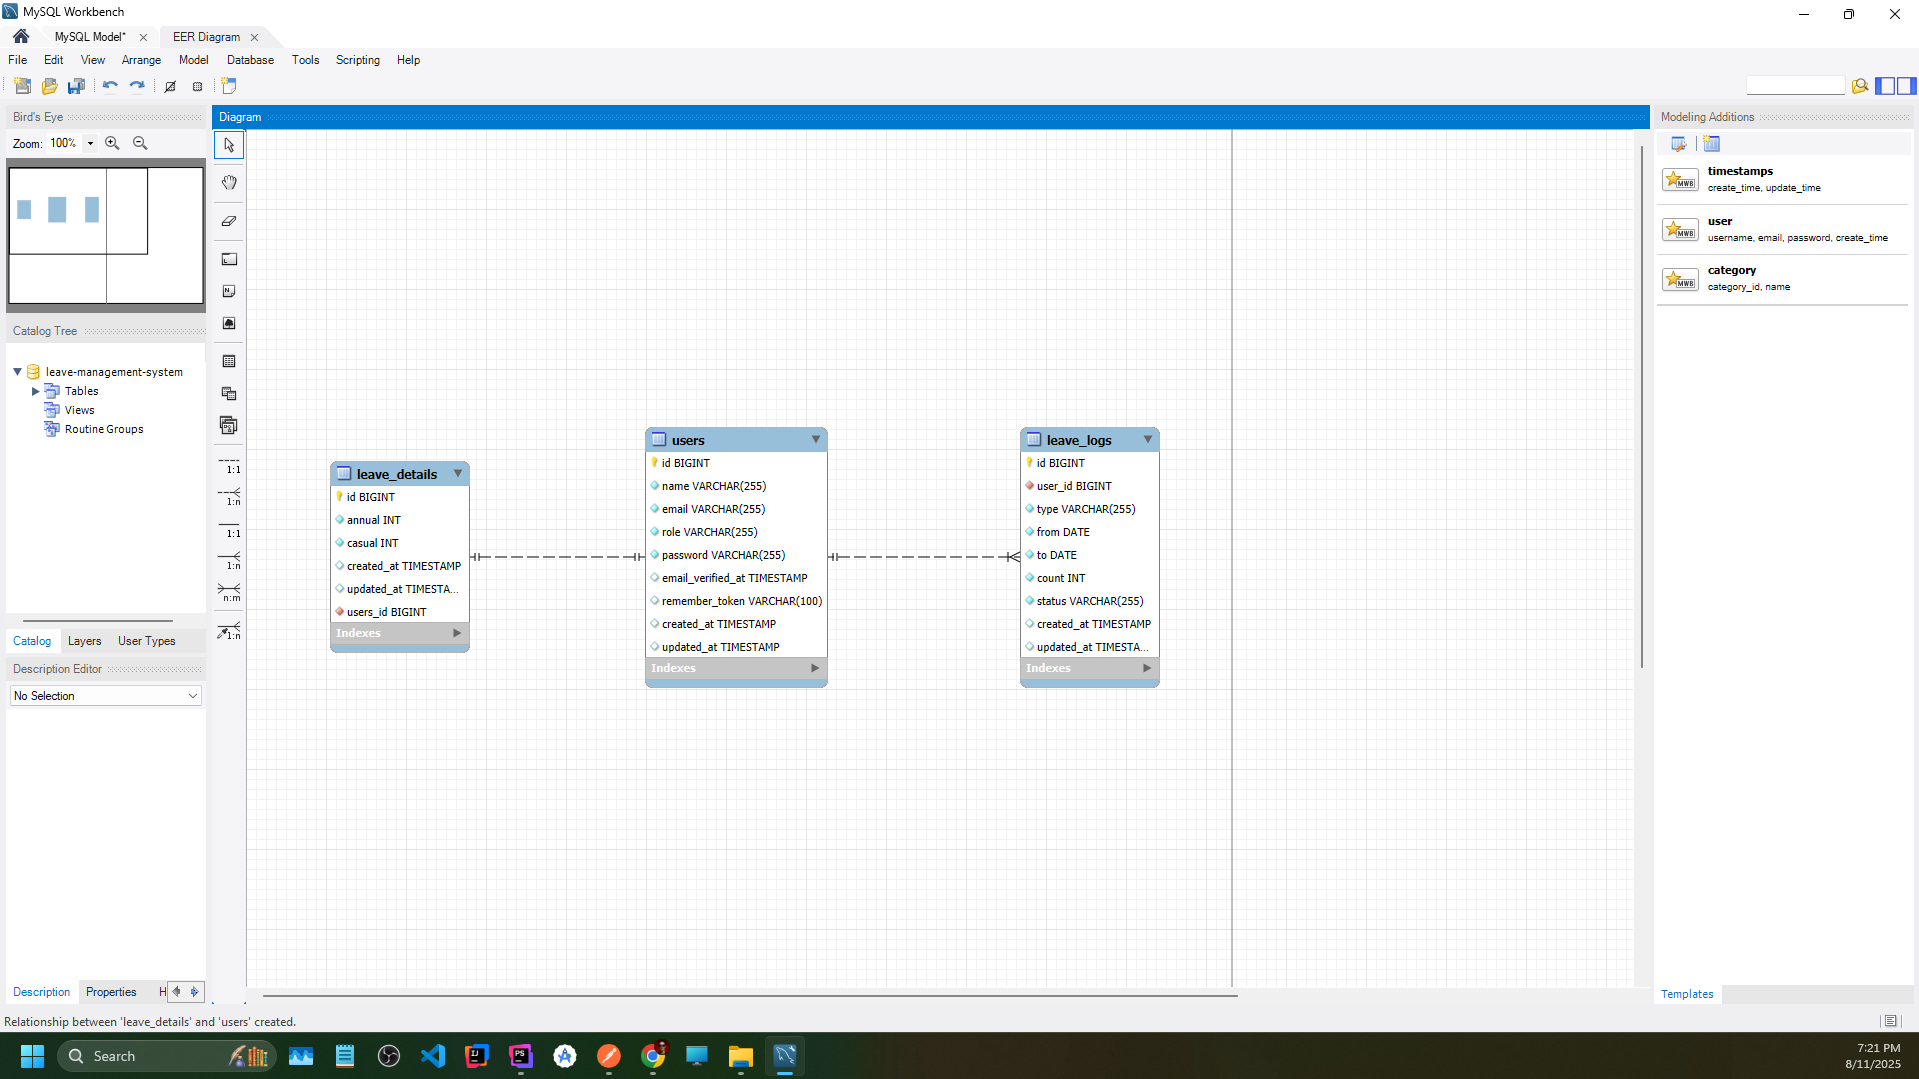 MySQL Workbench
MySQL Model*
EER Diagram
File Edit View Arrange Model Database Tools Scripting Help
Bird's Eye
Zoom: 100%
Catalog Tree
leave-management-system
Tables
Views
Routine Groups
Catalog Layers User Types
Description Editor
No Selection
Description Properties H
Diagram
1:1
1:n
1:1
1:n
n:m
1:n
leave_details
id BIGINT
annual INT
casual INT
created_at TIMESTAMP
updated_at TIMESTA...
users_id BIGINT
Indexes
users
id BIGINT
name VARCHAR(255)
email VARCHAR(255)
role VARCHAR(255)
password VARCHAR(255)
email_verified_at TIMESTAMP
remember_token VARCHAR(100)
created_at TIMESTAMP
updated_at TIMESTAMP
Indexes
leave_logs
id BIGINT
user_id BIGINT
type VARCHAR(255)
from DATE
to DATE
count INT
status VARCHAR(255)
created_at TIMESTAMP
updated_at TIMESTA...
Indexes
Modeling Additions
MWB
timestamps
create_time, update_time
MWB
user
username, email, password, create_time
MWB
category
category_id, name
Templates
Relationship between 'leave_details' and 'users' created.
Search
7:21 PM
8/11/2025